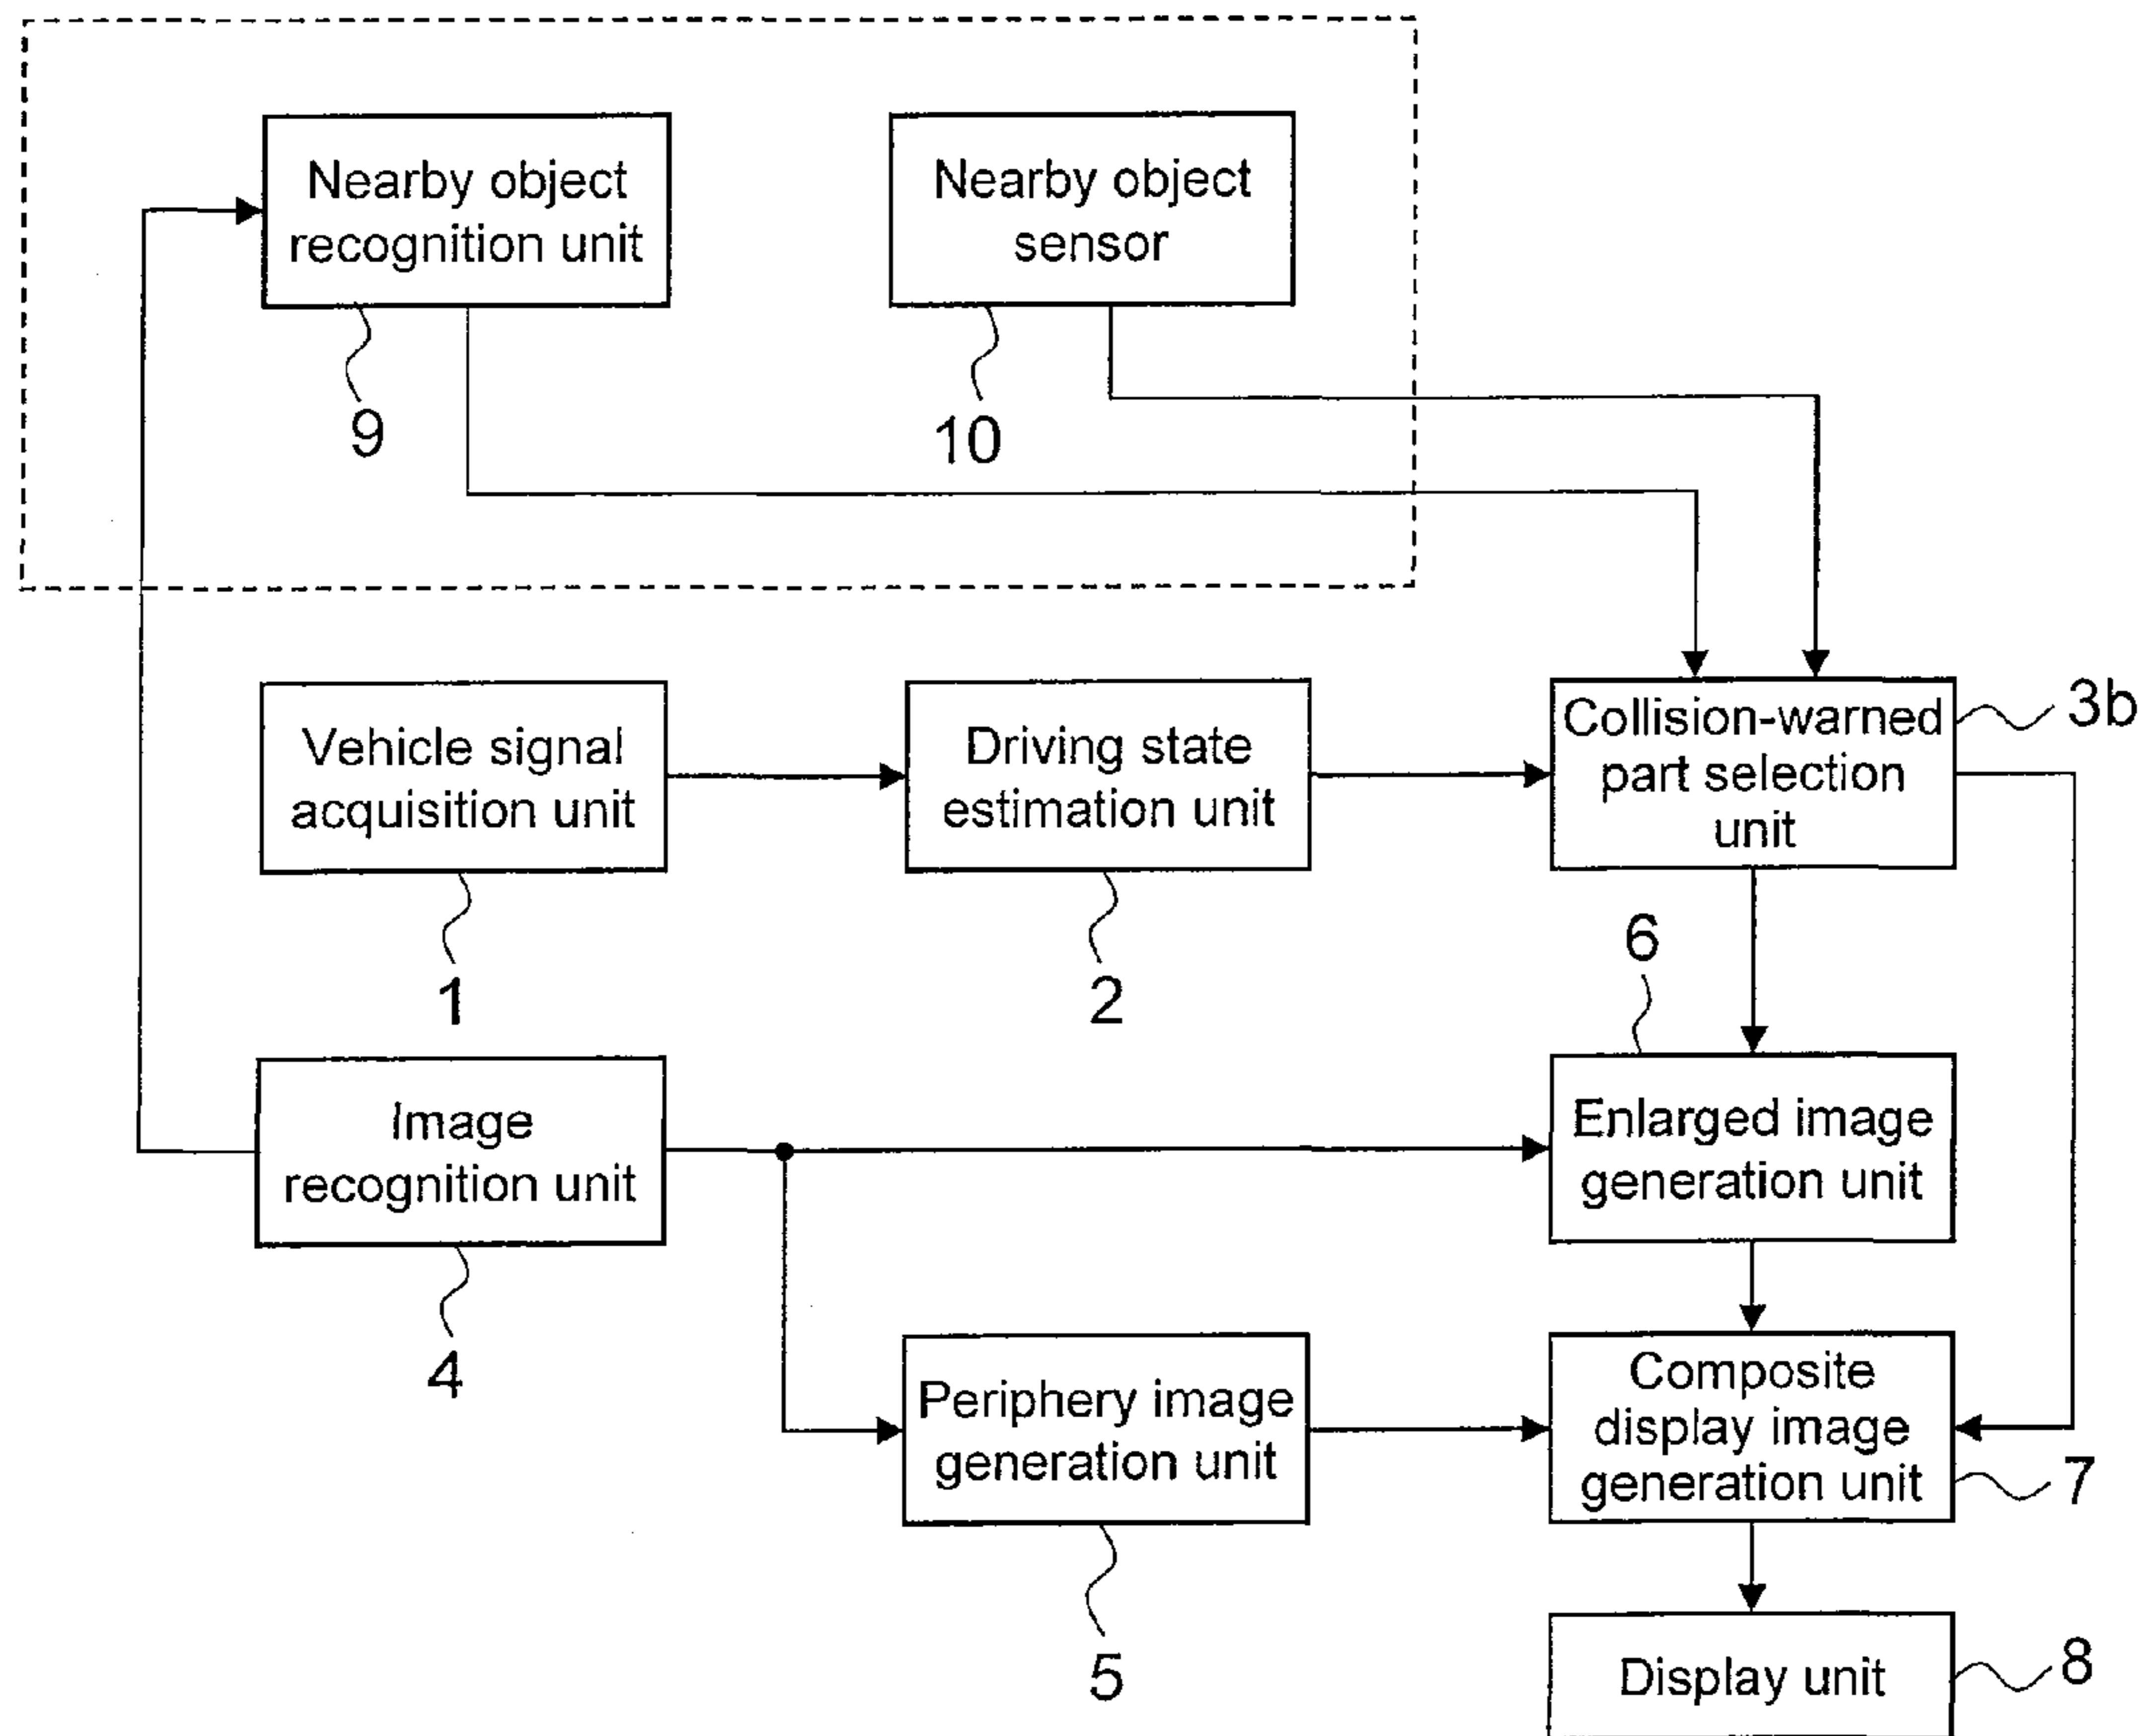 Nearby object
recognition unit
9
Nearby object
sensor
10
Vehicle signal
acquisition unit
1
Driving state
estimation unit
2
Collision-warned
part selection
unit
3b
6
Image
recognition unit
4
Enlarged image
generation unit
Periphery image
generation unit
5
Composite
display image
generation unit
7
Display unit
8